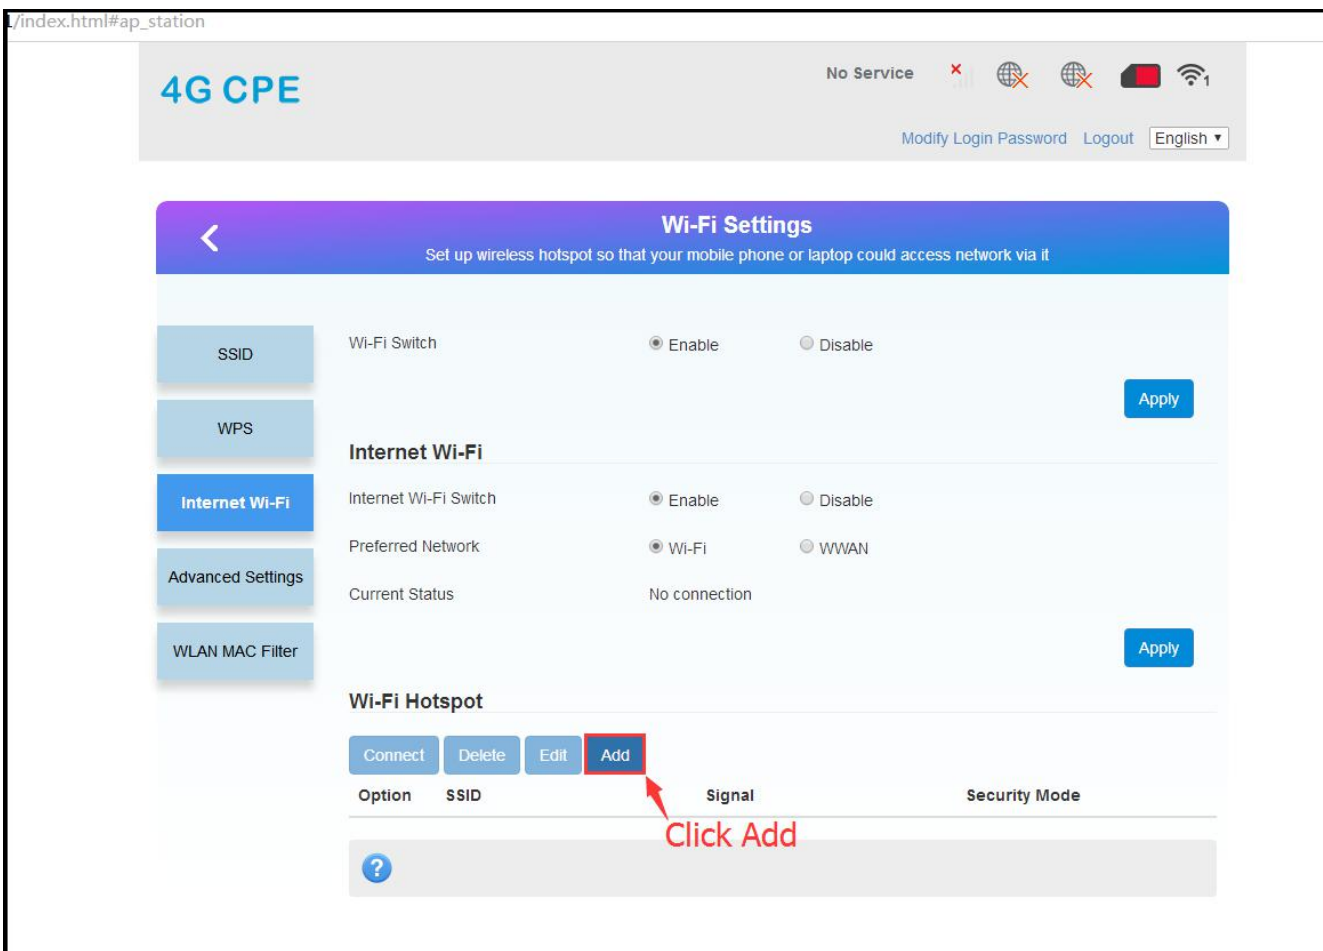 /index.html#ap_station
4G CPE
No Service
1
Modify Login Password Logout English
Wi-Fi Settings
Set up wireless hotspot so that your mobile phone or laptop could access network via it
SSID
WPS
Internet Wi-Fi
Advanced Settings
WLAN MAC Filter
Wi-Fi Switch Enable Disable
Apply
Internet Wi-Fi
Internet Wi-Fi Switch Enable Disable
Preferred Network Wi-Fi WWAN
Current Status No connection
Apply
Wi-Fi Hotspot
Connect Delete Edit Add
Option SSID Signal Security Mode
Click Add
?